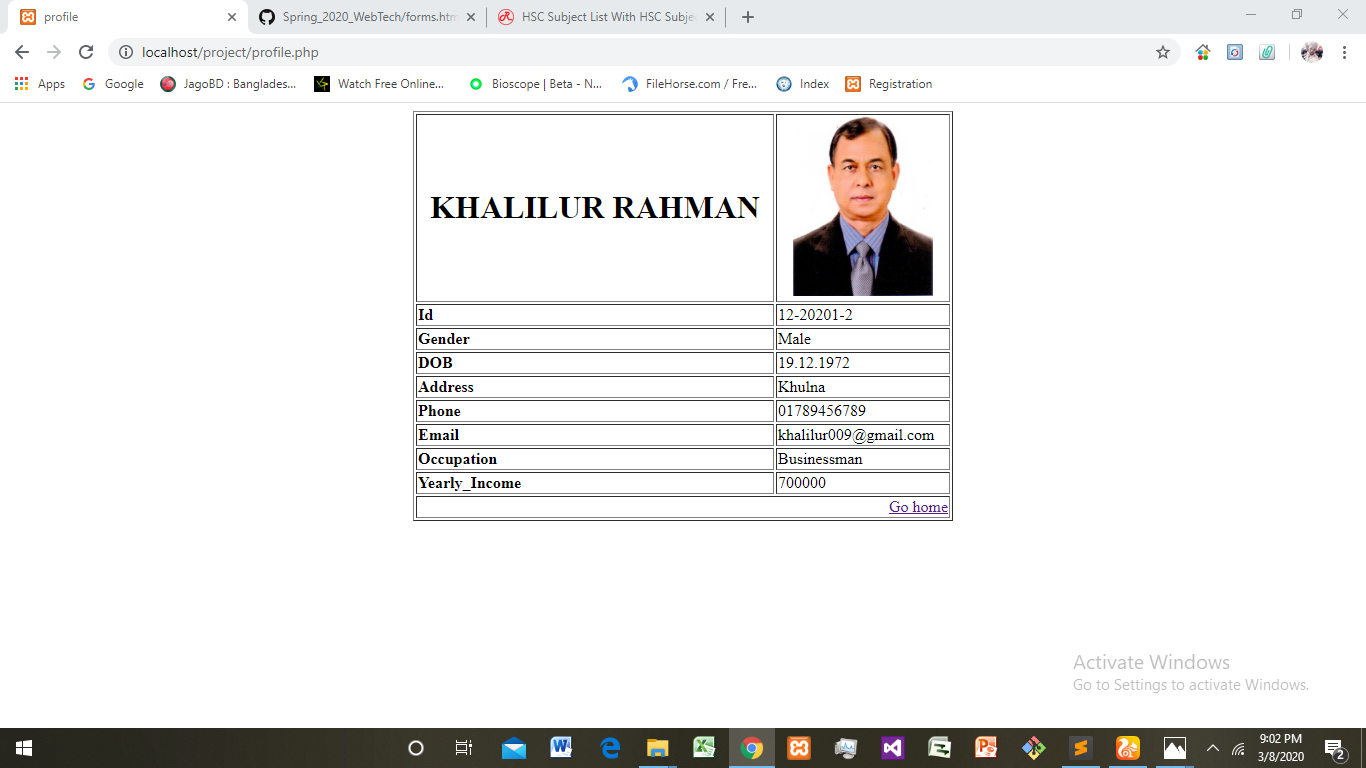 profile
Spring_2020_WebTech/forms.htm
HSC Subject List With HSC Subje
localhost/project/profile.php
Apps
Google
JagoBD : Banglades...
Watch Free Online...
Bioscope | Beta - N...
FileHorse.com / Free...
Index
Registration
KHALILUR RAHMAN
Id 12-20201-2
Gender Male
DOB 19.12.1972
Address Khulna
Phone 01789456789
Email khalilur009@gmail.com
Occupation Businessman
Yearly_Income 700000
Go home
Activate Windows
Go to Settings to activate Windows.
9:02 PM
3/8/2020
2